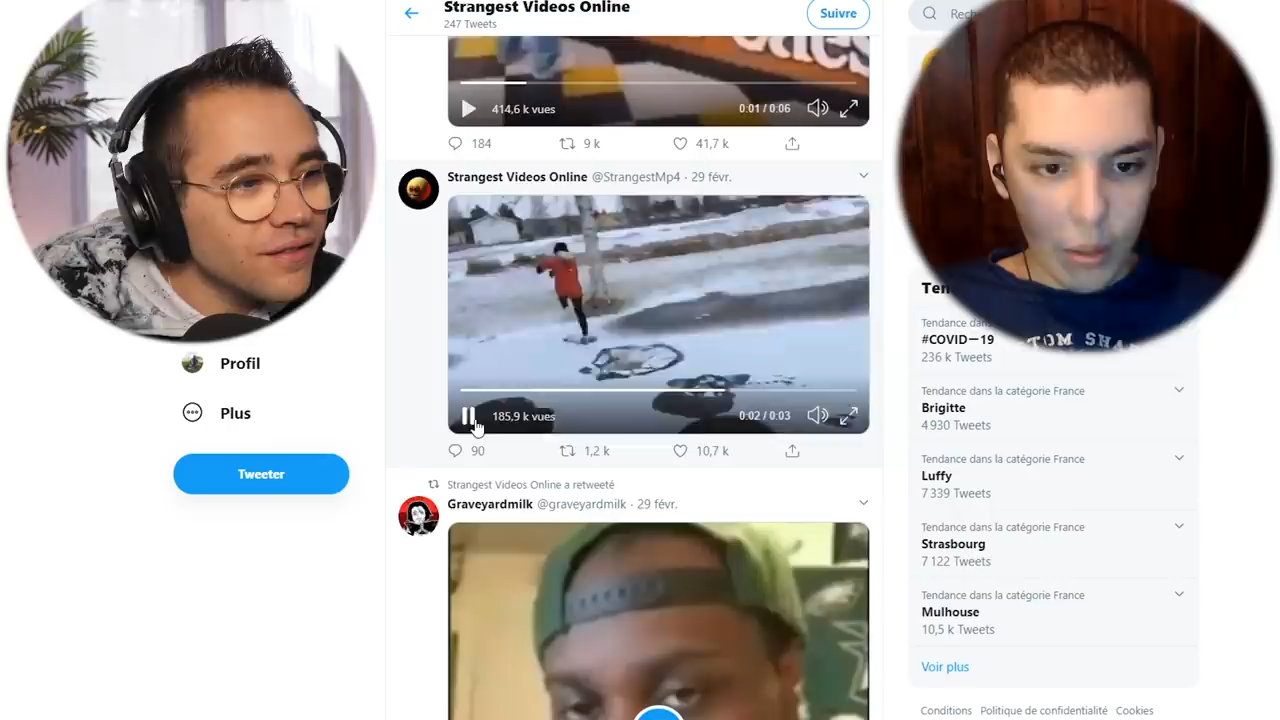 Strangest Videos Online
247 Tweets
Suivre
Rech
414,6 k vues
0:01 / 0:06
184
9 k
41,7 k
Strangest Videos Online @StrangestMp4 · 29 févr.
185,9 k vues
0:02 / 0:03
90
1,2 k
10,7 k
Strangest Videos Online a retweeté
Graveyardmilk @graveyardmilk · 29 févr.
Profil
Plus
Tweeter
Ten
Tendance dans
#COVID—19
236 k Tweets
Tendance dans la catégorie France
Brigitte
4 930 Tweets
Tendance dans la catégorie France
Luffy
7 339 Tweets
Tendance dans la catégorie France
Strasbourg
7 122 Tweets
Tendance dans la catégorie France
Mulhouse
10,5 k Tweets
Voir plus
Conditions Politique de confidentialité Cookies
TOM SHA